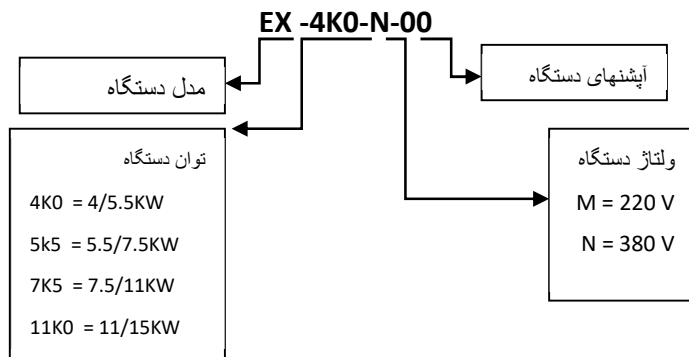 EX -4K0-N-00
آپشنهای دستگاه
مدل دستگاه
توان دستگاه
4K0 = 4/5.5KW
5k5 = 5.5/7.5KW
7K5 = 7.5/11KW
11K0 = 11/15KW
ولتاژ دستگاه
M = 220 V
N = 380 V